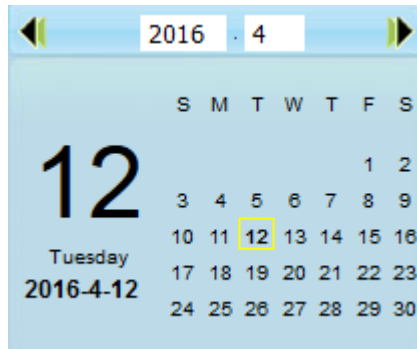 2016 . 4
S M T W T F S
1 2
3 4 5 6 7 8 9
10 11 12 13 14 15 16
17 18 19 20 21 22 23
24 25 26 27 28 29 30
12
Tuesday
2016-4-12